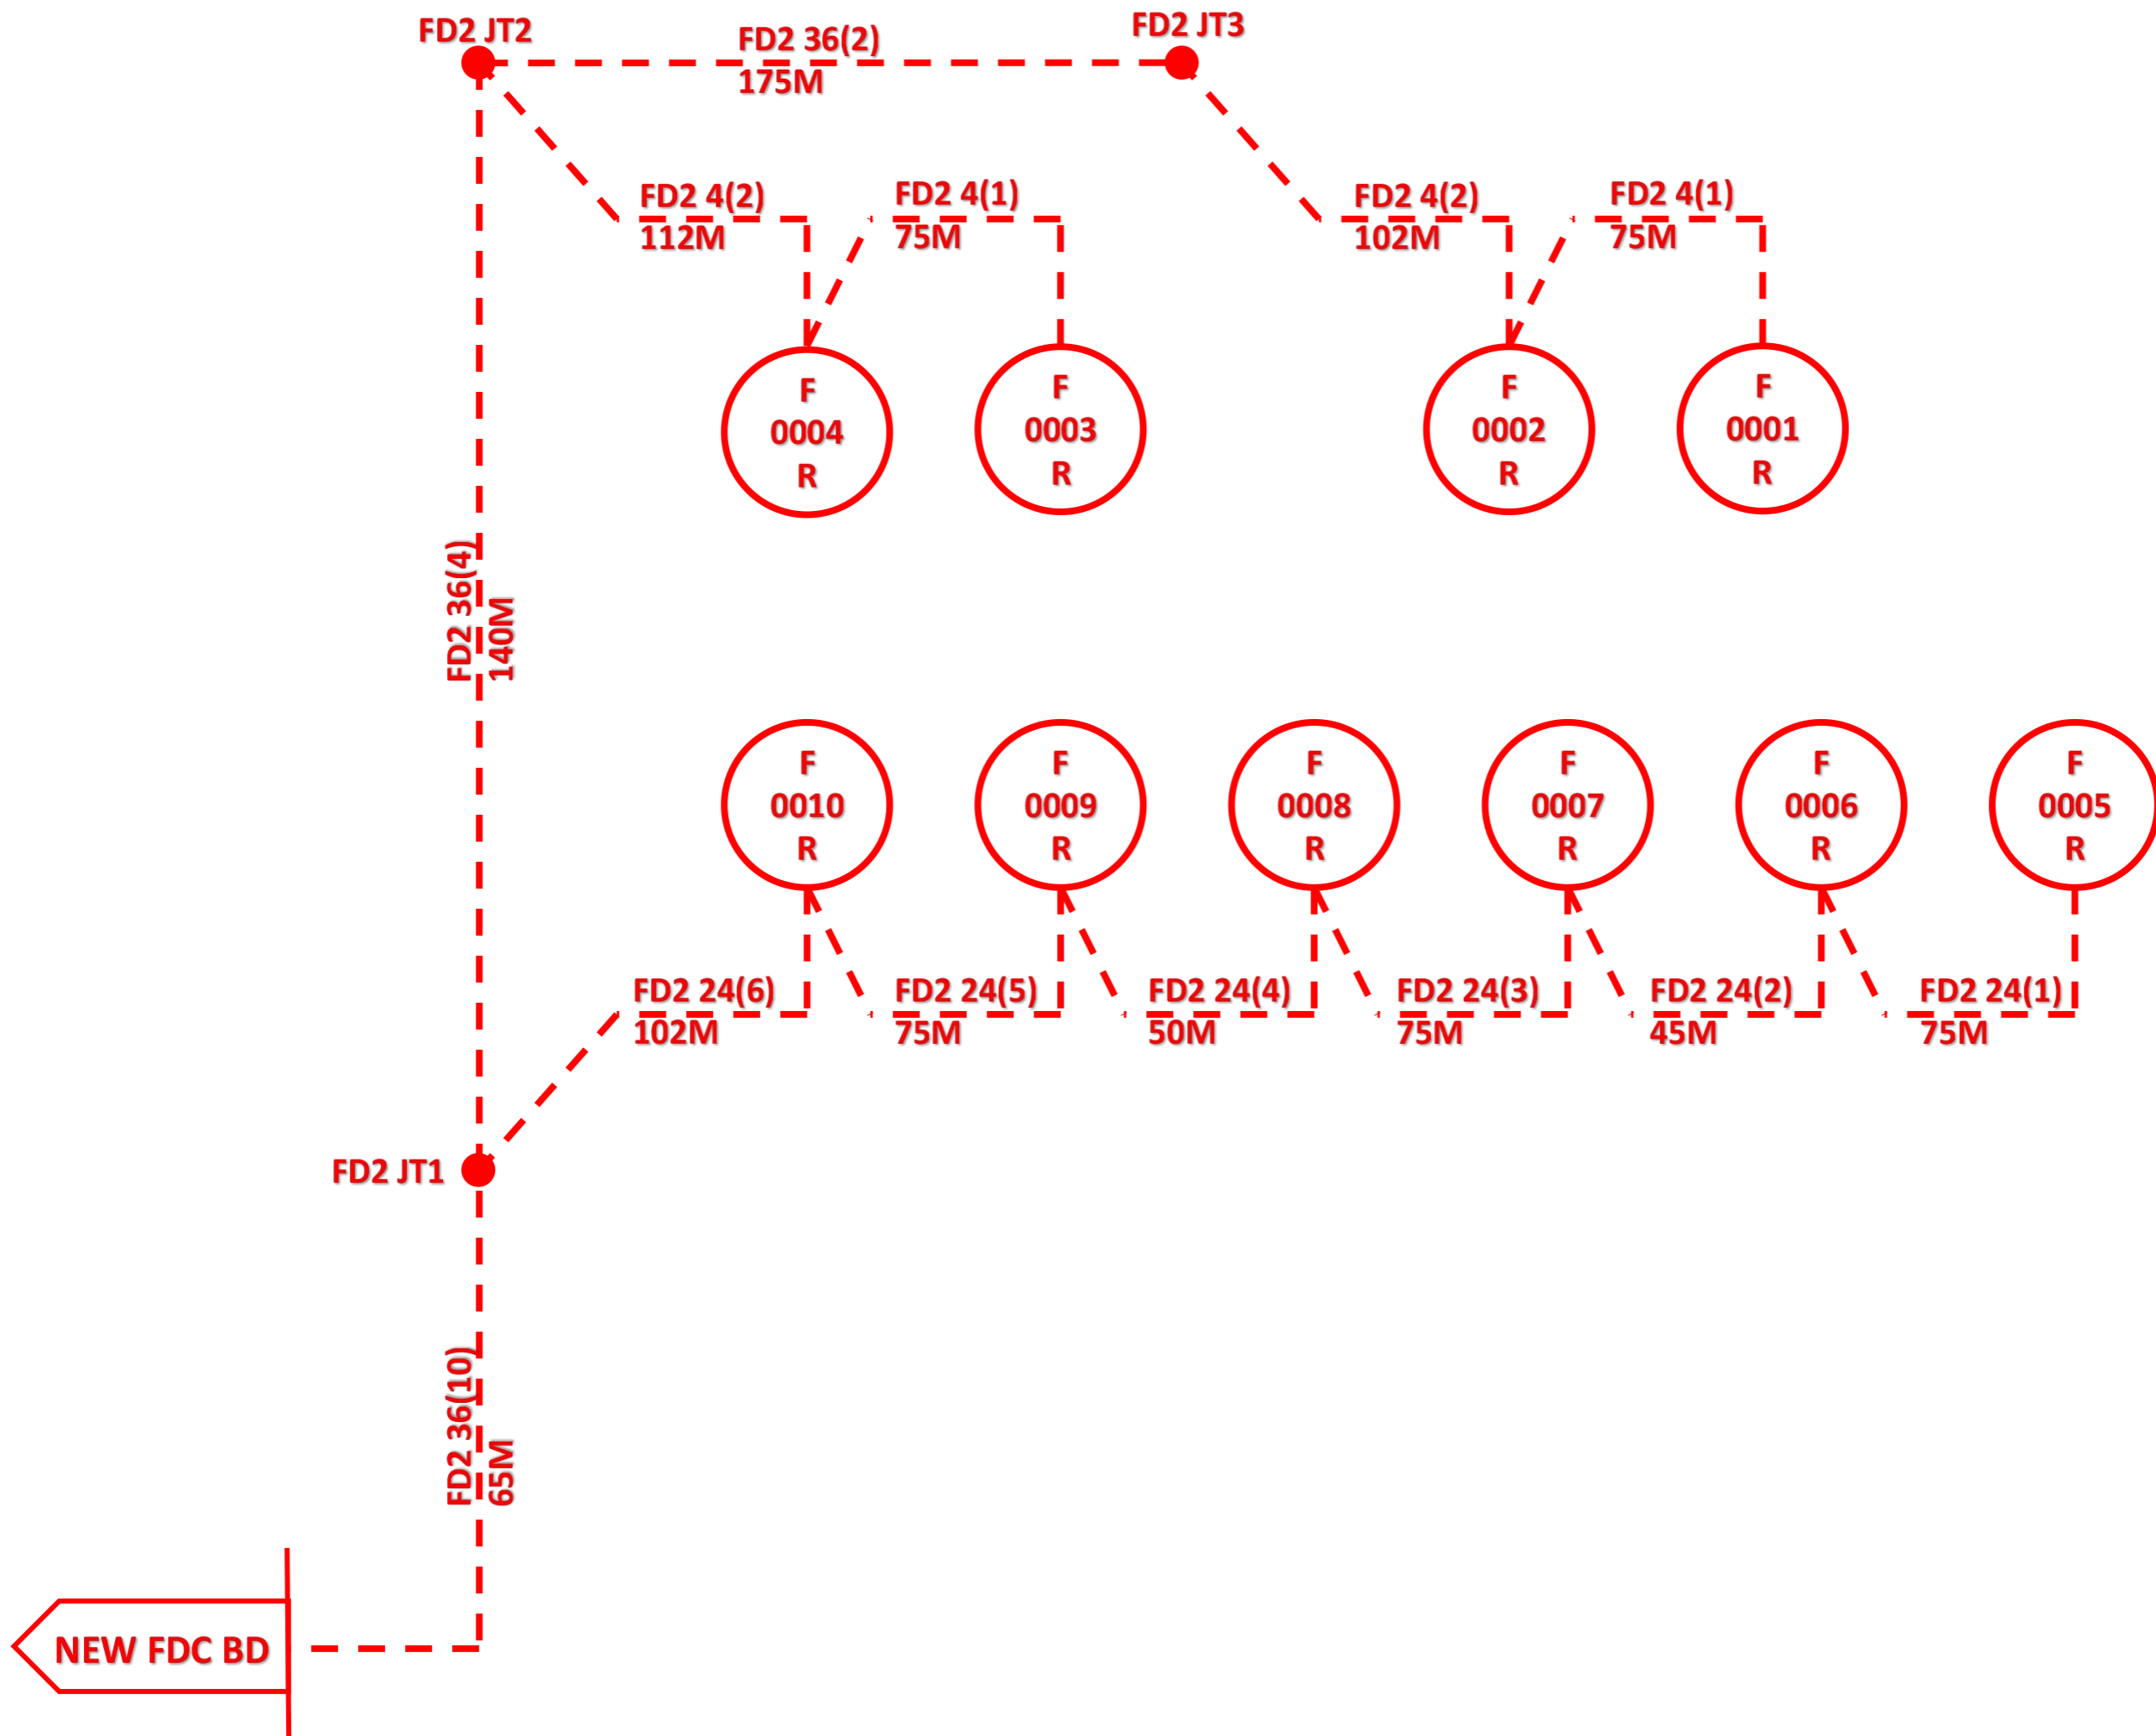 FD2 JT2
FD2 36(2)
175M
FD2 JT3
FD2 4(2)
112M
FD2 4(1)
75M
FD2 4(2)
102M
FD2 4(1)
75M
F
0004
R
F
0003
R
F
0002
R
F
0001
R
FD2 36(4)
140M
F
0010
R
F
0009
R
F
0008
R
F
0007
R
F
0006
R
F
0005
R
FD2 24(6)
102M
FD2 24(5)
75M
FD2 24(4)
50M
FD2 24(3)
75M
FD2 24(2)
45M
FD2 24(1)
75M
FD2 JT1
FD2 36(10)
65M
NEW FDC BD